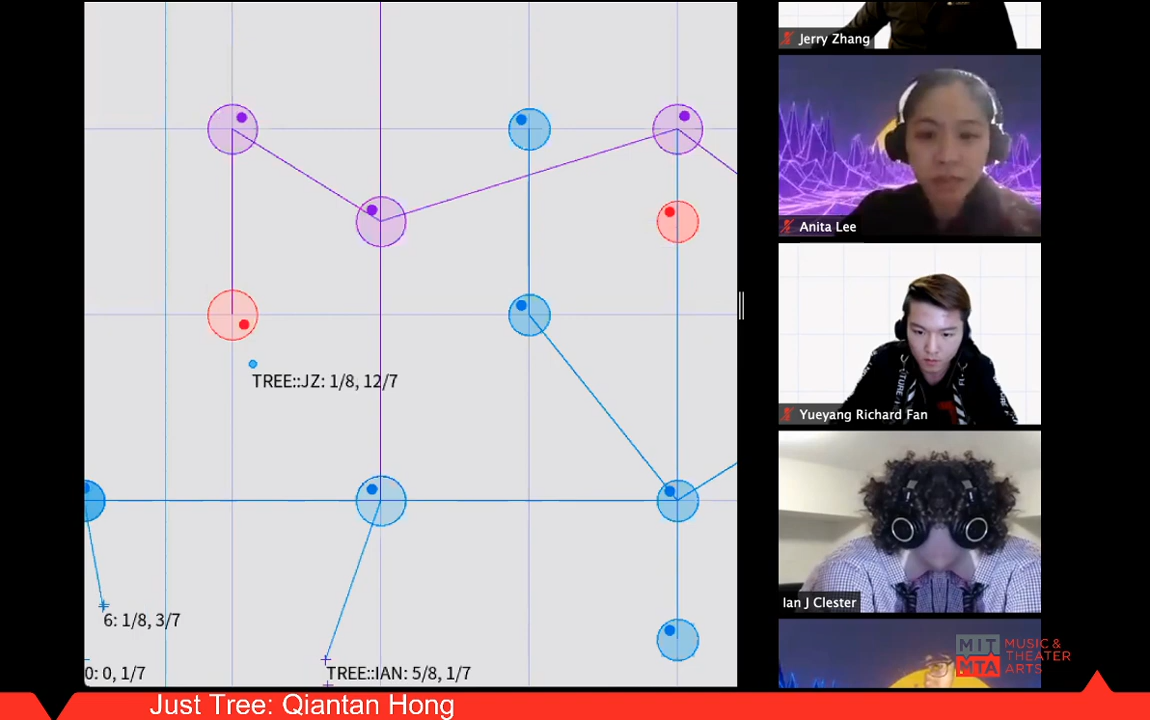 Jerry Zhang
Anita Lee
TREE::JZ: 1/8, 12/7
Yueyang Richard Fan
Ian J Clester
6: 1/8, 3/7
0: 0, 1/7
TREE::IAN: 5/8, 1/7
MIT
MTA
MUSIC &
THEATER
ARTS
Just Tree: Qiantan Hong